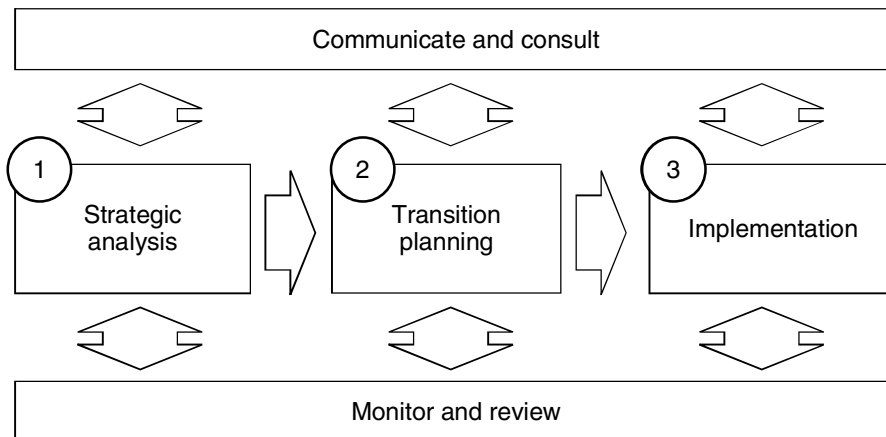 Communicate and consult
1
Strategic
analysis
2
Transition
planning
3
Implementation
Monitor and review